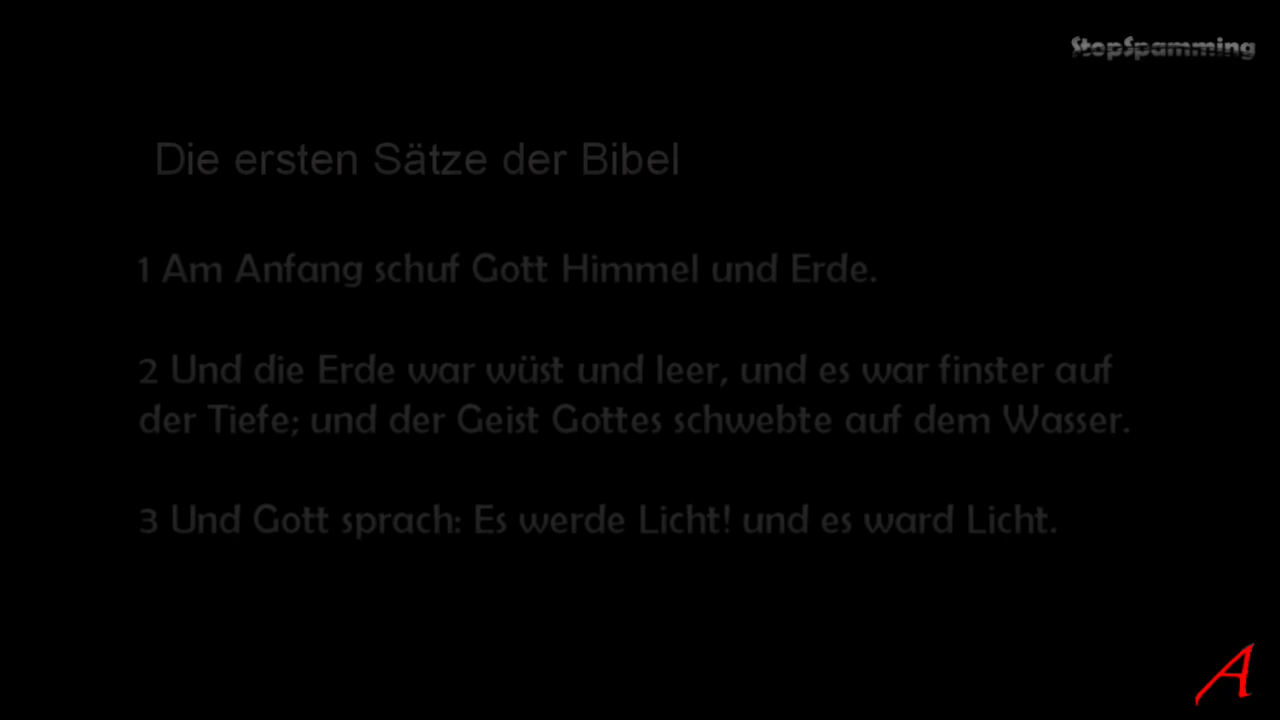 StopSpamming
Die ersten Sätze der Bibel
1 Am Anfang schuf Gott Himmel und Erde.
2 Und die Erde war wüst und leer, und es war finster auf
der Tiefe; und der Geist Gottes schwebte auf dem Wasser.
3 Und Gott sprach: Es werde Licht! und es ward Licht.
A